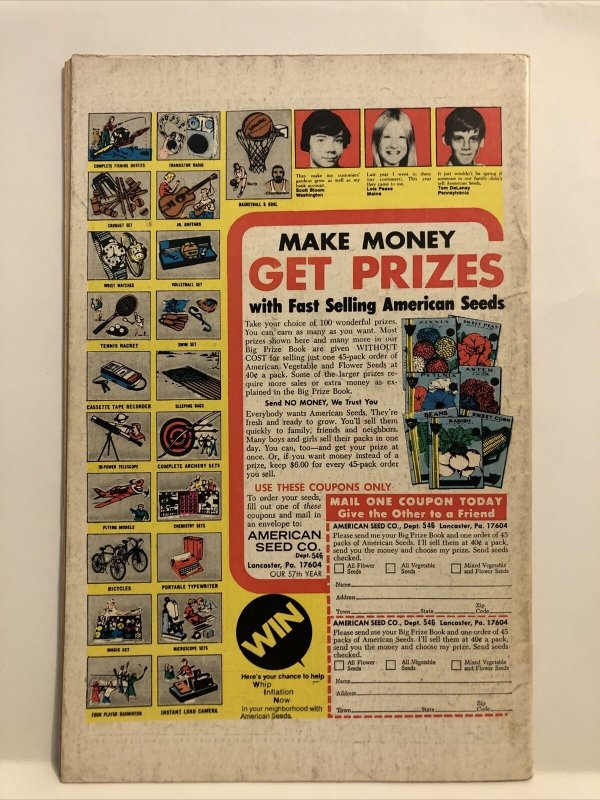 COMPLETE FISHING OUTFITS
TRANSISTOR RADIO
CROQUET SET
JR. GUITARS
WRIST WATCHES
VOLLEYBALL SET
TENNIS RACKET
SWIM SET
CASSETTE TAPE RECORDER
SLEEPING BAGS
30-POWER TELESCOPE
COMPLETE ARCHERY SETS
FLYING MODELS
CHEMISTRY SETS
BICYCLES
PORTABLE TYPEWRITER
MAGIC SET
MICROSCOPE SETS
FOUR PLAYER BADMINTON
INSTANT LOAD CAMERA
BASKETBALL & GOAL
They make my customers'
gardens grow as well as my
bank account.
Scott Bloom
Washington
Last year I went to them
(my customers). This year
they came to me.
Lois Pease
Maine
It just wouldn't be spring if
someone in our family didn't
sell American Seeds.
Tom DeLancy
Pennsylvania
MAKE MONEY
GET PRIZES
with Fast Selling American Seeds
Take your choice of 100 wonderful prizes.
You can earn as many as you want. Most
prizes shown here and many more in our
Big Prize Book are given WITHOUT
COST for selling just one 45-pack order of
American Vegetable and Flower Seeds at
40¢ a pack. Some of the larger prizes re-
quire more sales or extra money as ex-
plained in the Big Prize Book.
Send NO MONEY, We Trust You
Everybody wants American Seeds. They're
fresh and ready to grow. You'll sell them
quickly to family, friends and neighbors.
Many boys and girls sell their packs in one
day. You can, too—and get your prize at
once. Or, if you want money instead of a
prize, keep $6.00 for every 45-pack order
you sell.
ZINNIA
SWEET PEAS
ASTER
BEANS
RADISH
SWEET CORN
USE THESE COUPONS ONLY
To order your seeds,
fill out one of these
coupons and mail in
an envelope to:
AMERICAN
SEED CO.
Dept. 546
Lancaster, Pa. 17604
OUR 57th YEAR
MAIL ONE COUPON TODAY
Give the Other to a Friend
AMERICAN SEED CO., Dept. 546 Lancaster, Pa. 17604
Please send me your Big Prize Book and one order of 45
packs of American Seeds. I'll sell them at 40¢ a pack,
send you the money and choose my prize. Send seeds
checked.
All Flower Seeds
All Vegetable Seeds
Mixed Vegetable and Flower Seeds
Name
Address
Town State Zip Code
AMERICAN SEED CO., Dept. 546 Lancaster, Pa. 17604
Please send me your Big Prize Book and one order of 45
packs of American Seeds. I'll sell them at 40¢ a pack,
send you the money and choose my prize. Send seeds
checked.
All Flower Seeds
All Vegetable Seeds
Mixed Vegetable and Flower Seeds
Name
Address
Town State Zip Code
WIN
Here's your chance to help
Whip
Inflation
Now
in your neighborhood with
American Seeds.